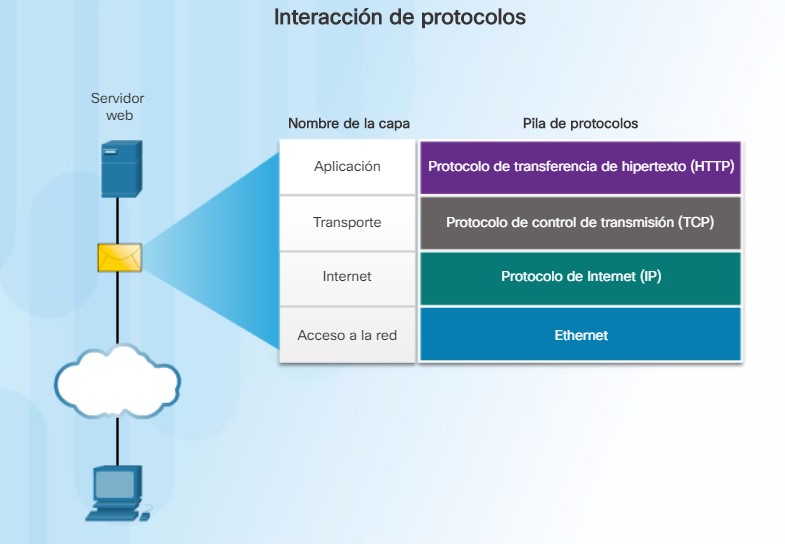 Interacción de protocolos
Servidor
web
Nombre de la capa
Pila de protocolos
Aplicación
Protocolo de transferencia de hipertexto (HTTP)
Transporte
Protocolo de control de transmisión (TCP)
Internet
Protocolo de Internet (IP)
Acceso a la red
Ethernet